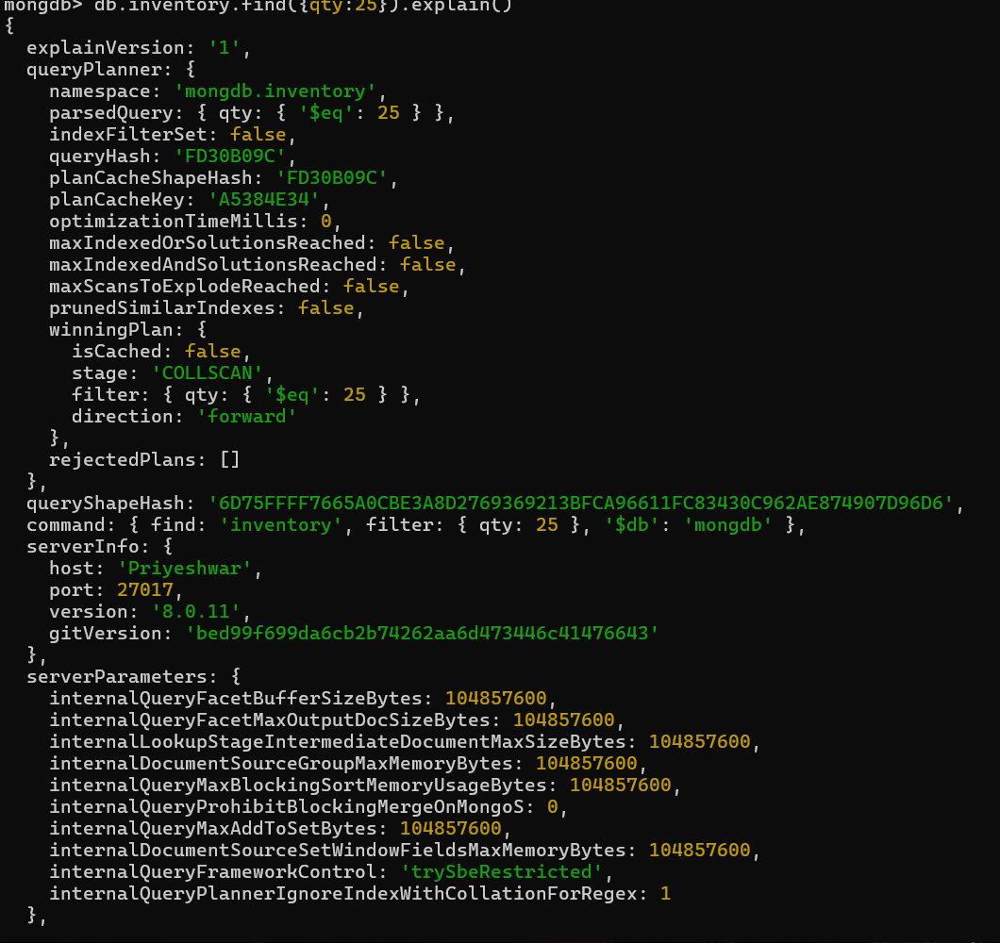 mongdb> db.inventory.find({qty:25}).explain()
{
  explainVersion: '1',
  queryPlanner: {
    namespace: 'mongdb.inventory',
    parsedQuery: { qty: { '$eq': 25 } },
    indexFilterSet: false,
    queryHash: 'FD30B09C',
    planCacheShapeHash: 'FD30B09C',
    planCacheKey: 'A5384E34',
    optimizationTimeMillis: 0,
    maxIndexedOrSolutionsReached: false,
    maxIndexedAndSolutionsReached: false,
    maxScansToExplodeReached: false,
    prunedSimilarIndexes: false,
    winningPlan: {
      isCached: false,
      stage: 'COLLSCAN',
      filter: { qty: { '$eq': 25 } },
      direction: 'forward'
    },
    rejectedPlans: []
  },
  queryShapeHash: '6D75FFFF7665A0CBE3A8D2769369213BFCA96611FC83430C962AE874907D96D6',
  command: { find: 'inventory', filter: { qty: 25 }, '$db': 'mongdb' },
  serverInfo: {
    host: 'Priyeshwar',
    port: 27017,
    version: '8.0.11',
    gitVersion: 'bed99f699da6cb2b74262aa6d473446c41476643'
  },
  serverParameters: {
    internalQueryFacetBufferSizeBytes: 104857600,
    internalQueryFacetMaxOutputDocSizeBytes: 104857600,
    internalLookupStageIntermediateDocumentMaxSizeBytes: 104857600,
    internalDocumentSourceGroupMaxMemoryBytes: 104857600,
    internalQueryMaxBlockingSortMemoryUsageBytes: 104857600,
    internalQueryProhibitBlockingMergeOnMongoS: 0,
    internalQueryMaxAddToSetBytes: 104857600,
    internalDocumentSourceSetWindowFieldsMaxMemoryBytes: 104857600,
    internalQueryFrameworkControl: 'trySbeRestricted',
    internalQueryPlannerIgnoreIndexWithCollationForRegex: 1
  },